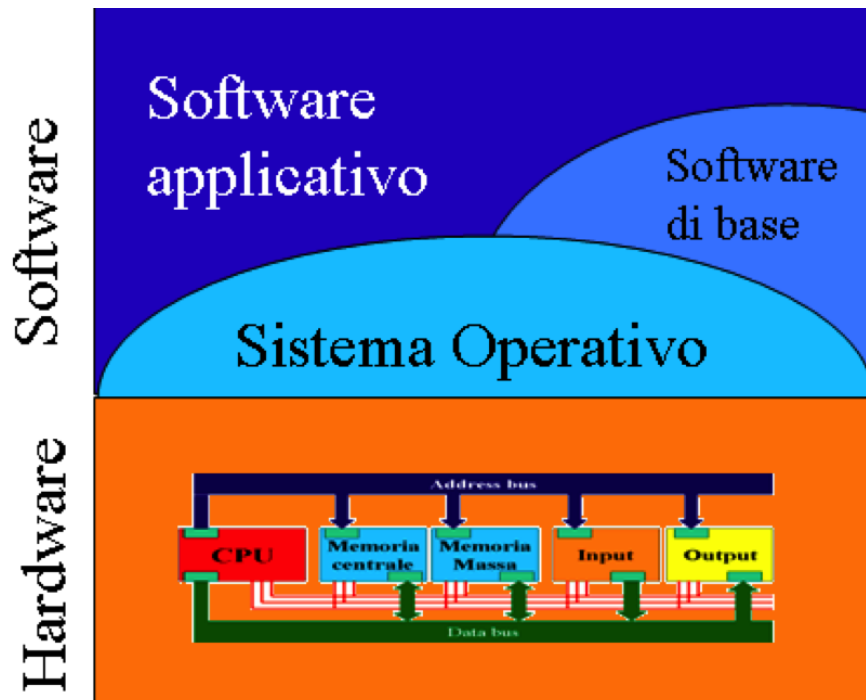 Software
Software
applicativo
Software
di base
Sistema Operativo
Hardware
Address bus
CPU
Memoria
centrale
Memoria
Massa
Input
Output
Data bus